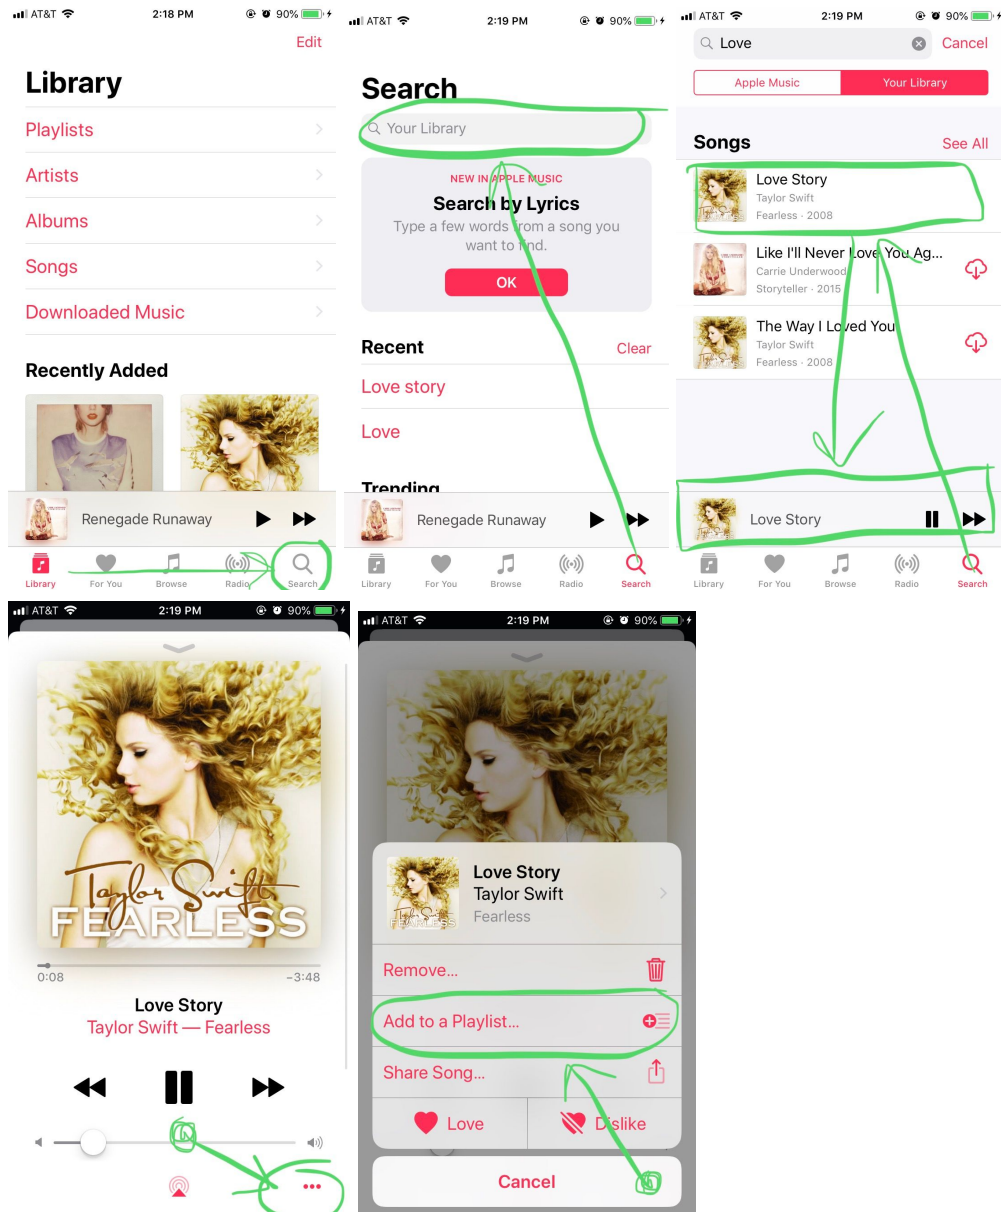 AT&T 2:18 PM 90%
Edit
Library
Playlists
Artists
Albums
Songs
Downloaded Music
Recently Added
Renegade Runaway
Library For You Browse Radio Search
AT&T 2:19 PM 90%
Search
Your Library
NEW IN APPLE MUSIC
Search by Lyrics
Type a few words from a song you
want to find.
OK
Recent Clear
Love story
Love
Trending
Renegade Runaway
Library For You Browse Radio Search
AT&T 2:19 PM 90%
Love Cancel
Apple Music Your Library
Songs See All
Love Story
Taylor Swift
Fearless · 2008
Like I'll Never Love You Ag...
Carrie Underwood
Storyteller · 2015
The Way I Loved You
Taylor Swift
Fearless · 2008
Love Story
Library For You Browse Radio Search
AT&T 2:19 PM 90%
Taylor Swift
FEARLESS
0:08 −3:48
Love Story
Taylor Swift — Fearless
AT&T 2:19 PM 90%
Taylor Swift
FEARLESS
Love Story
Taylor Swift
Fearless
Remove...
Add to a Playlist...
Share Song...
Love Dislike
Cancel